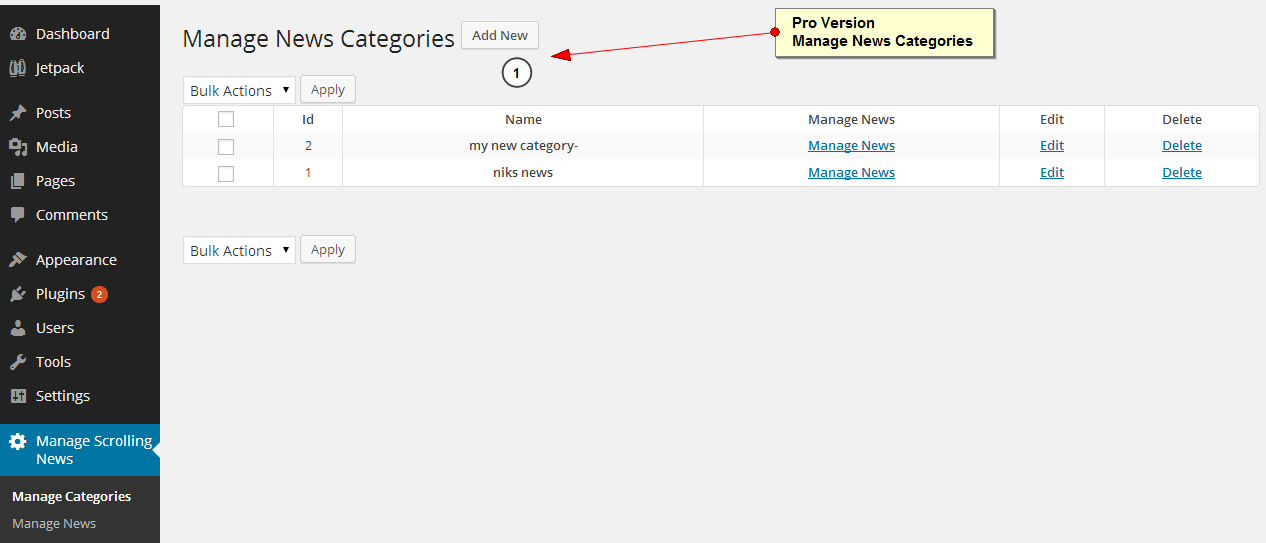 Dashboard
Jetpack
Posts
Media
Pages
Comments
Appearance
Plugins 2
Users
Tools
Settings
Manage Scrolling
News
Manage Categories
Manage News
Manage News Categories Add New
Pro Version
Manage News Categories
1
Bulk Actions Apply
Id Name Manage News Edit Delete
2 my new category- Manage News Edit Delete
1 niks news Manage News Edit Delete
Bulk Actions Apply